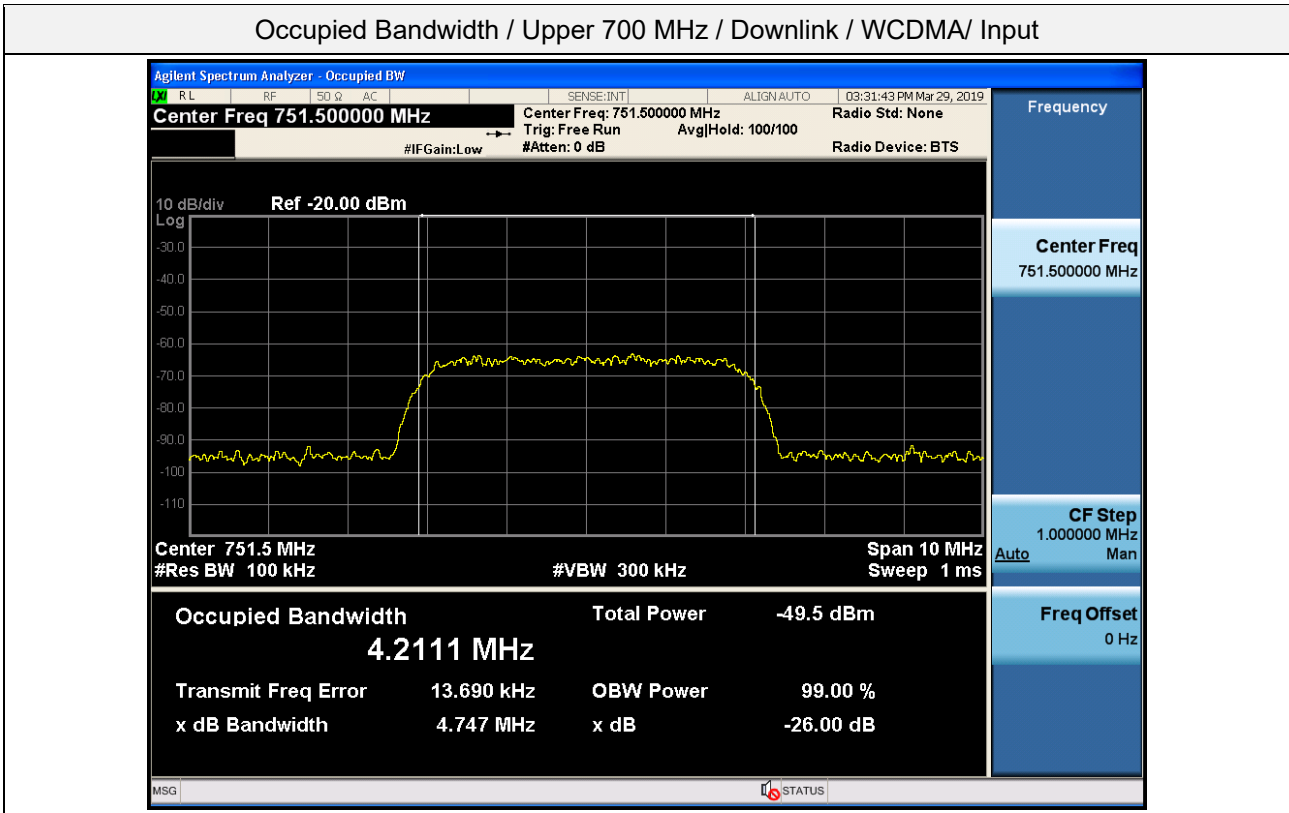 Occupied Bandwidth / Upper 700 MHz / Downlink / WCDMA/ Input
Agilent Spectrum Analyzer - Occupied BW
LXI RL RF 50 Ω AC SENSE:INT ALIGN AUTO 03:31:43 PM Mar 29, 2019
Center Freq 751.500000 MHz
Center Freq: 751.500000 MHz
Radio Std: None
Trig: Free Run Avg|Hold: 100/100
#IFGain:Low
#Atten: 0 dB
Radio Device: BTS
Frequency
10 dB/div Ref -20.00 dBm
Log
-30.0
-40.0
-50.0
-60.0
-70.0
-80.0
-90.0
-100
-110
Center 751.5 MHz Span 10 MHz
#Res BW 100 kHz #VBW 300 kHz Sweep 1 ms
Occupied Bandwidth Total Power -49.5 dBm
4.2111 MHz
Transmit Freq Error 13.690 kHz OBW Power 99.00 %
x dB Bandwidth 4.747 MHz x dB -26.00 dB
Center Freq
751.500000 MHz
CF Step
1.000000 MHz
Auto Man
Freq Offset
0 Hz
MSG STATUS